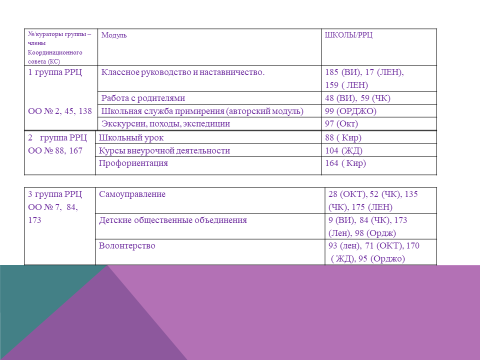 №/кураторы группы – Модуль ШКОЛЫ/РРЦ
члены
Координационного
совета (КС)
1 группа РРЦ Классное руководство и наставничество. 185 (ВИ), 17 (ЛЕН),
159 ( ЛЕН)
Работа с родителями 48 (ВИ), 59 (ЧК)
ОО № 2, 45, 138 Школьная служба примирения (авторский модуль) 99 (ОРДЖО)
Экскурсии, походы, экспедиции 97 (Окт)
2 группа РРЦ Школьный урок 88 ( Кир)
ОО № 88, 167 Курсы внеурочной деятельности 104 (ЖД)
Профориентация 164 ( Кир)
3 группа РРЦ Самоуправление 28 (ОКТ), 52 (ЧК), 135
ОО № 7, 84, (ЧК), 175 (ЛЕН)
173 Детские общественные объединения 9 (ВИ), 84 (ЧК), 173
(Лен), 98 (Ордж)
Волонтерство 93 (лен), 71 (ОКТ), 170
( ЖД), 95 (Орджо)